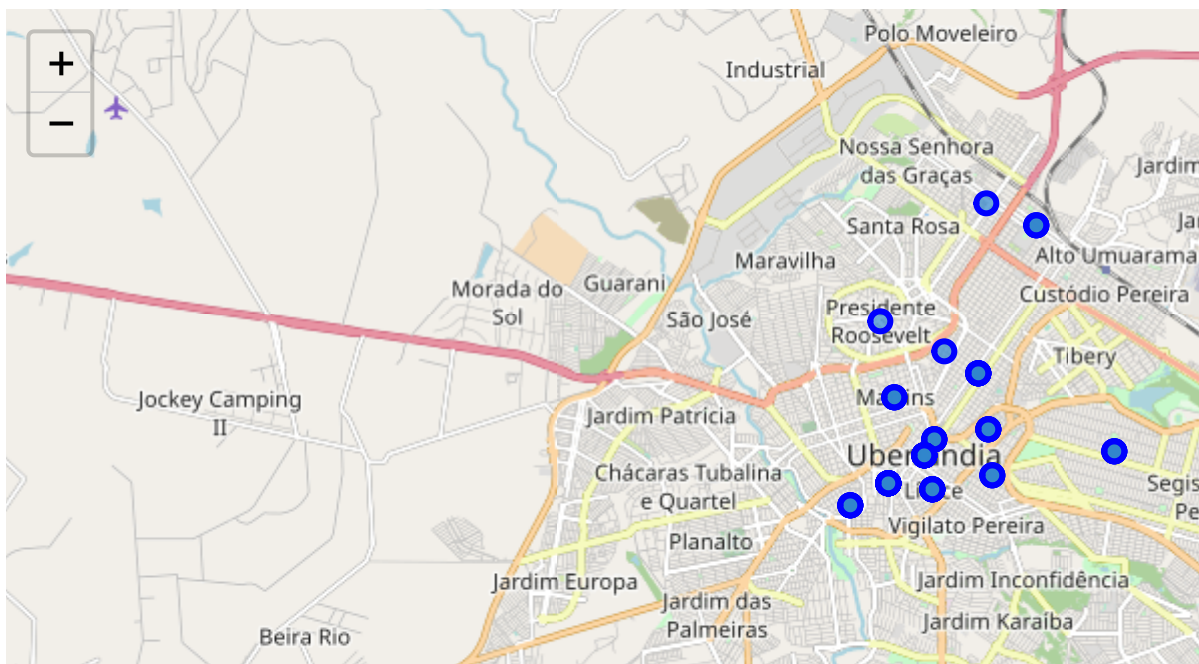 Polo Moveleiro
+
Industrial
−
Nossa Senhora
das Graças
Jardim
Santa Rosa
Alto Umuarama
Maravilha
Guarani
Morada do
Sol
Custódio Pereira
Presidente
Roosevelt
São José
Tibery
Jockey Camping
II
Jardim Patrícia
Uberlândia
Chácaras Tubalina
e Quartel
Vigilato Pereira
Planalto
Jardim Europa
Jardim Inconfidência
Jardim das
Palmeiras
Jardim Karaíba
Beira Rio